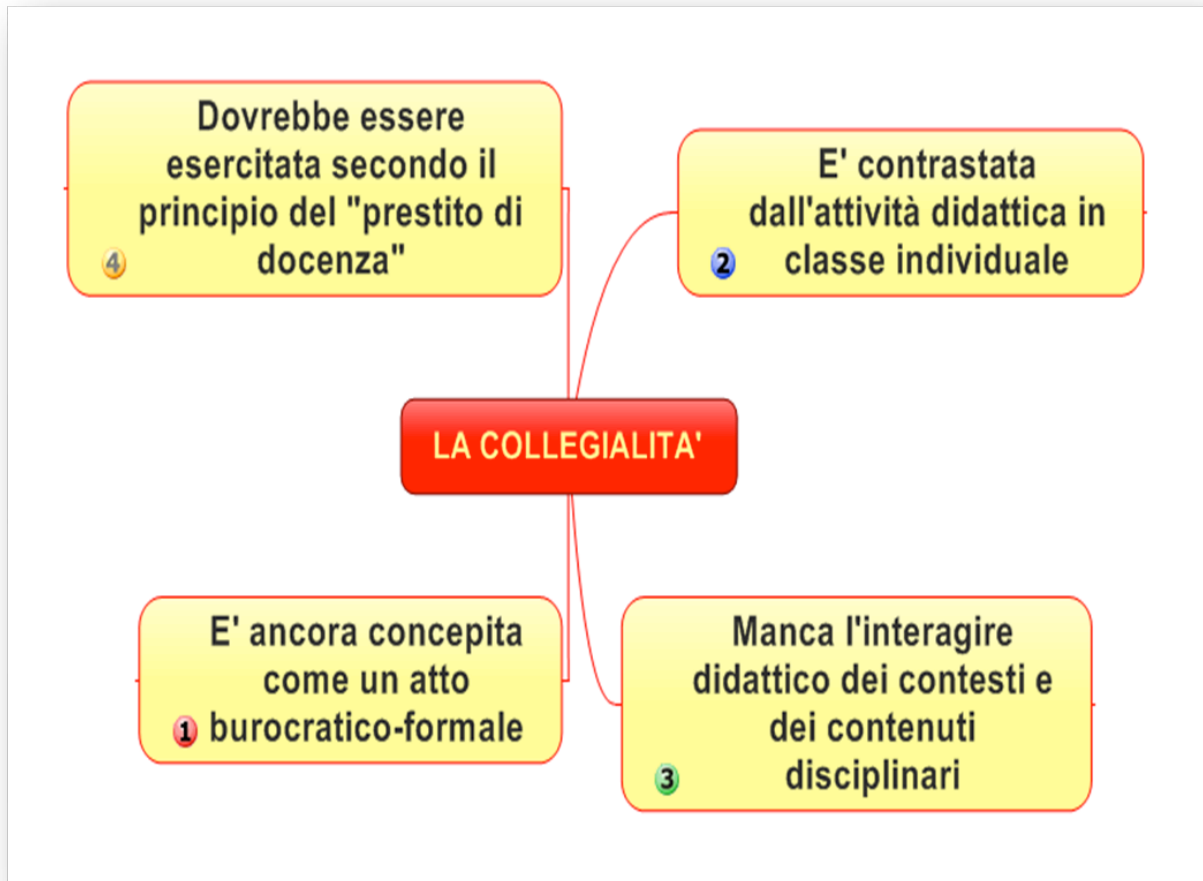 Dovrebbe essere
esercitata secondo il
principio del "prestito di
docenza"
4
E' contrastata
dall'attività didattica in
classe individuale
2
LA COLLEGIALITA'
E' ancora concepita
come un atto
burocratico-formale
1
Manca l'interagire
didattico dei contesti e
dei contenuti
disciplinari
3